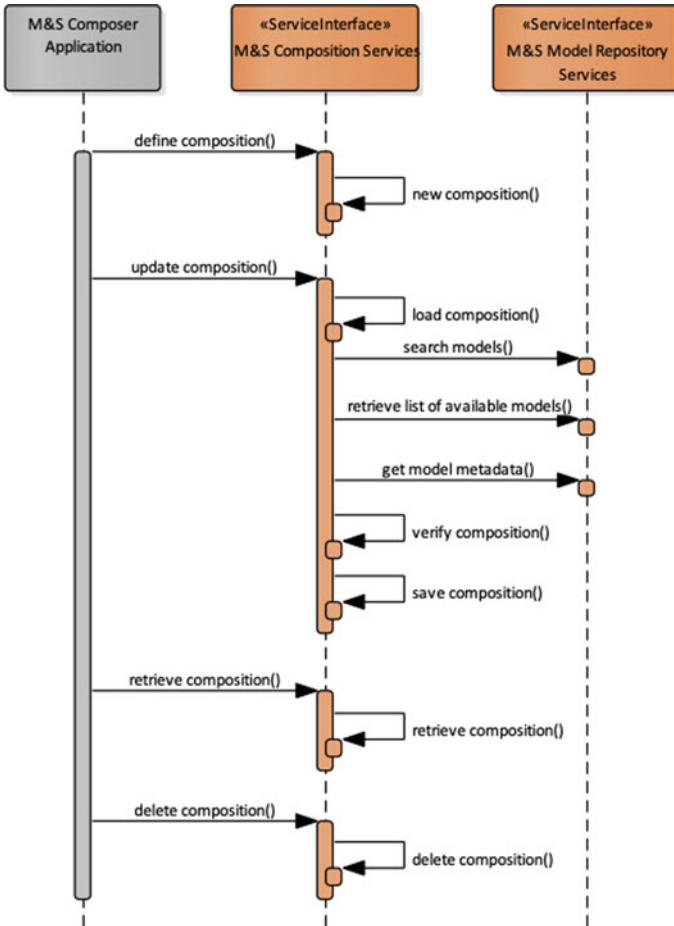 M&S Composer
Application
«ServiceInterface»
M&S Composition Services
«ServiceInterface»
M&S Model Repository
Services
define composition()
new composition()
update composition()
load composition()
search models()
retrieve list of available models()
get model metadata()
verify composition()
save composition()
retrieve composition()
retrieve composition()
delete composition()
delete composition()